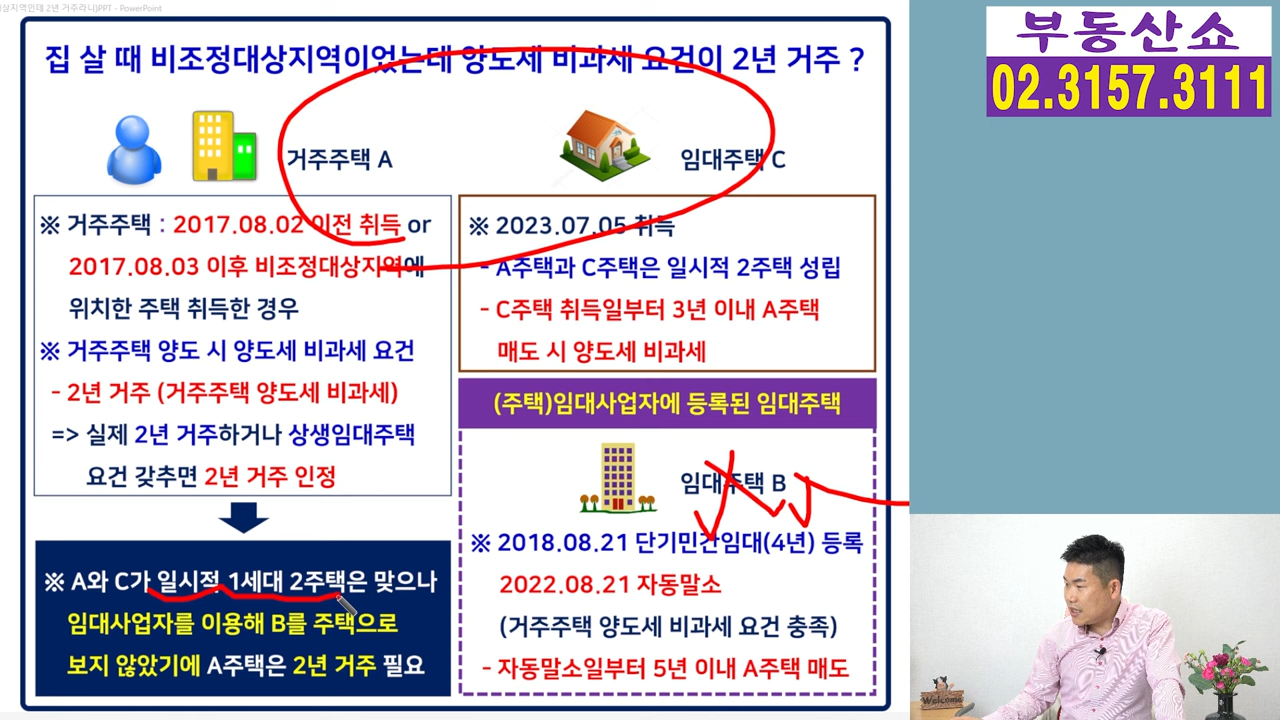 상지역인데 2년 거주라니)PPT - PowerPoint
집 살 때 비조정대상지역이었는데 양도세 비과세 요건이 2년 거주 ?
부동산쇼
02.3157.3111
거주주택 A
임대주택 C
※ 거주주택 : 2017.08.02 이전 취득 or
2017.08.03 이후 비조정대상지역에
위치한 주택 취득한 경우
※ 거주주택 양도 시 양도세 비과세 요건
- 2년 거주 (거주주택 양도세 비과세)
=> 실제 2년 거주하거나 상생임대주택
요건 갖추면 2년 거주 인정
※ A와 C가 일시적 1세대 2주택은 맞으나
임대사업자를 이용해 B를 주택으로
보지 않았기에 A주택은 2년 거주 필요
※ 2023.07.05 취득
- A주택과 C주택은 일시적 2주택 성립
- C주택 취득일부터 3년 이내 A주택
매도 시 양도세 비과세
(주택)임대사업자에 등록된 임대주택
임대주택 B
※ 2018.08.21 단기민간임대(4년) 등록
2022.08.21 자동말소
(거주주택 양도세 비과세 요건 충족)
- 자동말소일부터 5년 이내 A주택 매도
Welcome